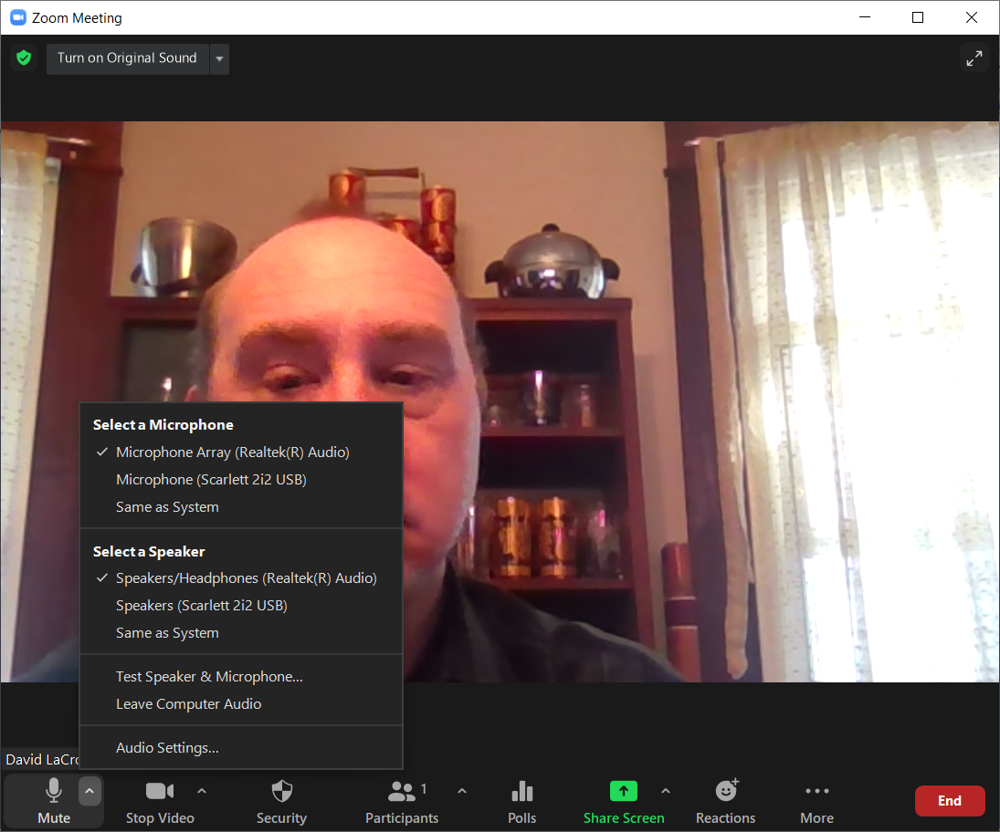 Zoom Meeting
Turn on Original Sound
Select a Microphone
Microphone Array (Realtek(R) Audio)
Microphone (Scarlett 2i2 USB)
Same as System
Select a Speaker
Speakers/Headphones (Realtek(R) Audio)
Speakers (Scarlett 2i2 USB)
Same as System
Test Speaker & Microphone...
Leave Computer Audio
Audio Settings...
David LaCro
Mute Stop Video Security 1 Participants Polls Share Screen Reactions More End